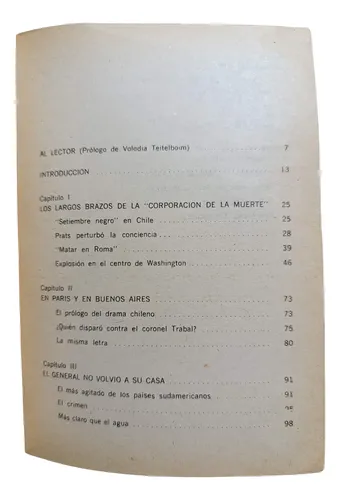 AL LECTOR (Prólogo de Volodia Teitelboim) 7
INTRODUCCION 13
Capítulo I
LOS LARGOS BRAZOS DE LA "CORPORACION DE LA MUERTE" 25
"Setiembre negro" en Chile 25
Prats perturbó la conciencia 28
"Matar en Roma" 39
Explosión en el centro de Washington 46
Capítulo II
EN PARIS Y EN BUENOS AIRES 73
El prólogo del drama chileno 73
¿Quién disparó contra el coronel Trabal? 75
La misma letra 80
Capítulo III
EL GENERAL NO VOLVIO A SU CASA 91
El más agitado de los países sudamericanos 91
El crimen
Más claro que el agua 98